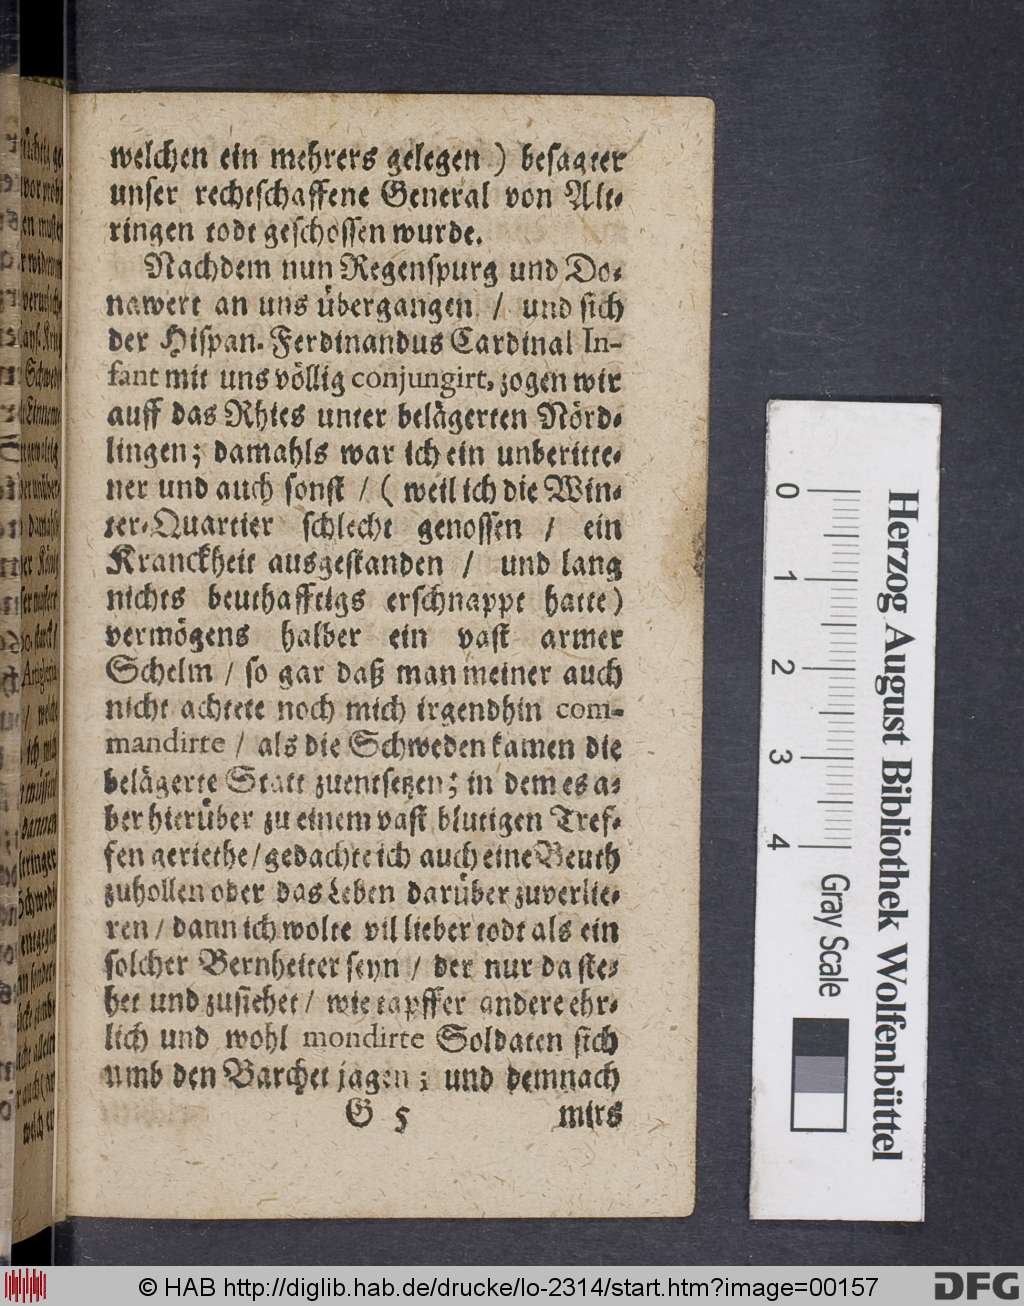 welchen ein mehrers gelegen ) besagter
unser rechtschaffene General von Alt-
ringen todt geschossen wurde.
Nachdem nun Regenspurg und Do-
nawert an uns übergangen / und sich
der Hispan. Ferdinandus Cardinal In-
fant mit uns völlig conjungirt, zogen wir
auff das Rhies unter belägerten Nörd-
lingen; damahls war ich ein unberitte-
ner und auch sonst / ( weil ich die Win-
ter-Quartier schlecht genossen / ein
Kranckheit ausgestanden / und lang
nichts beuthafftigs erschnappt hatte)
vermögens halber ein vast armer
Schelm / so gar daß man meiner auch
nicht achtete noch mich irgendhin com-
mandirte / als die Schweden kamen die
belägerte Statt zuentsetzen; in dem es a-
ber hierüber zu einem vast blutigen Tref-
fen geriethe / gedachte ich auch eine Beuth
zuhollen oder das Leben darüber zuverlie-
ren / dann ich wolte vil lieber todt als ein
solcher Bernheiter seyn / der nur da ste-
het und zusiehet / wie tapffer andere ehr-
lich und wohl mondirte Soldaten sich
umb den Barchet jagen; und demnach
G 5 mirs
0 1 2 3 4
Gray Scale
Herzog August Bibliothek Wolfenbüttel
© HAB http://diglib.hab.de/drucke/lo-2314/start.htm?image=00157
DFG